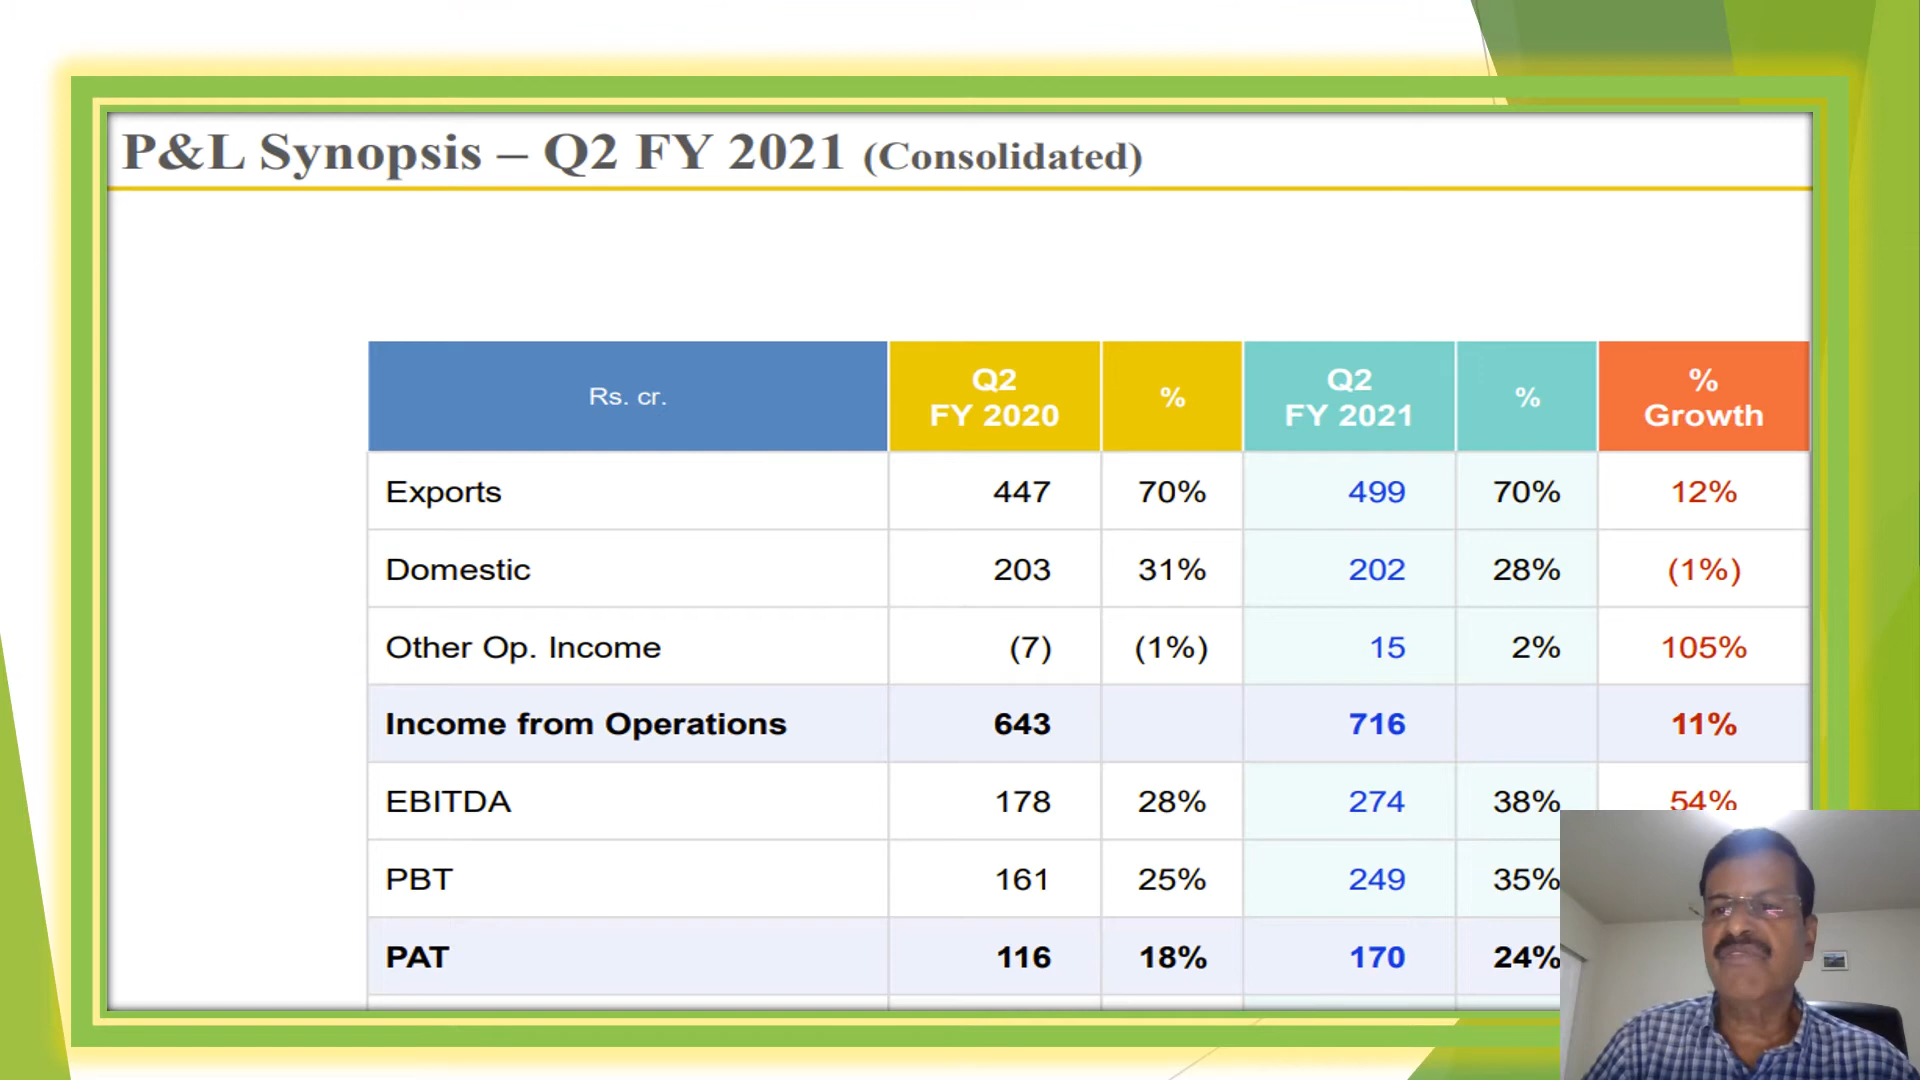 P&L Synopsis – Q2 FY 2021 (Consolidated)
Rs. cr. Q2 FY 2020 % Q2 FY 2021 % % Growth
Exports 447 70% 499 70% 12%
Domestic 203 31% 202 28% (1%)
Other Op. Income (7) (1%) 15 2% 105%
Income from Operations 643 716 11%
EBITDA 178 28% 274 38% 54%
PBT 161 25% 249 35%
PAT 116 18% 170 24%